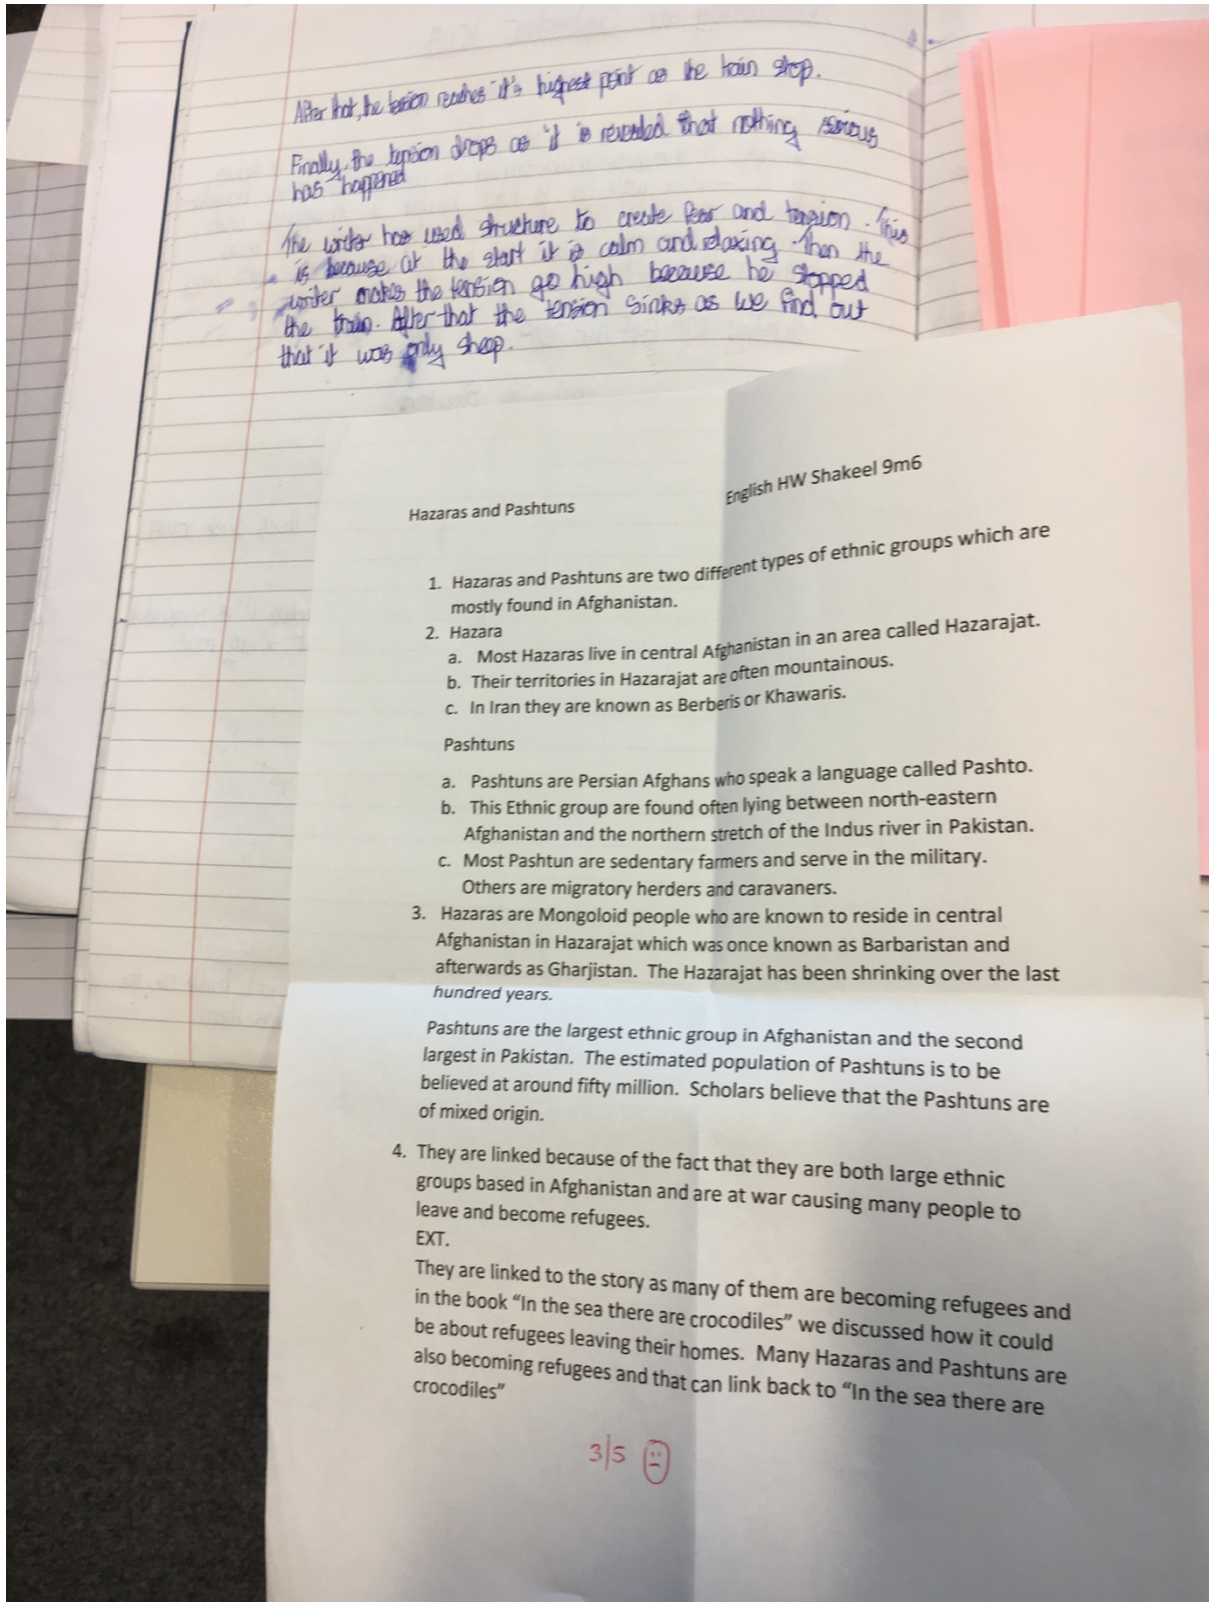 After that, the tension reaches it's highest point as the train stop.
Finally, the tension drops as it is revealed that nothing serious
has happened
The writer has used structure to create fear and tension. This
is because at the start it is calm and relaxing. Then the
writer makes the tension go high because he stopped
the train. After that the tension sinks as we find out
that it was only sheep.
English HW Shakeel 9m6
Hazaras and Pashtuns
1. Hazaras and Pashtuns are two different types of ethnic groups which are
mostly found in Afghanistan.
2. Hazara
a. Most Hazaras live in central Afghanistan in an area called Hazarajat.
b. Their territories in Hazarajat are often mountainous.
c. In Iran they are known as Berberis or Khawaris.
Pashtuns
a. Pashtuns are Persian Afghans who speak a language called Pashto.
b. This Ethnic group are found often lying between north-eastern
Afghanistan and the northern stretch of the Indus river in Pakistan.
c. Most Pashtun are sedentary farmers and serve in the military.
Others are migratory herders and caravaners.
3. Hazaras are Mongoloid people who are known to reside in central
Afghanistan in Hazarajat which was once known as Barbaristan and
afterwards as Gharjistan. The Hazarajat has been shrinking over the last
hundred years.
Pashtuns are the largest ethnic group in Afghanistan and the second
largest in Pakistan. The estimated population of Pashtuns is to be
believed at around fifty million. Scholars believe that the Pashtuns are
of mixed origin.
4. They are linked because of the fact that they are both large ethnic
groups based in Afghanistan and are at war causing many people to
leave and become refugees.
EXT.
They are linked to the story as many of them are becoming refugees and
in the book “In the sea there are crocodiles” we discussed how it could
be about refugees leaving their homes. Many Hazaras and Pashtuns are
also becoming refugees and that can link back to “In the sea there are
crocodiles”
3/5